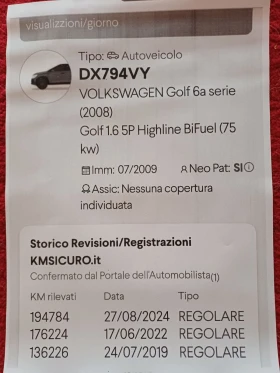 visualizzioni/giorno
Tipo: Autoveicolo
DX794VY
VOLKSWAGEN Golf 6a serie
(2008)
Golf 1.6 5P Highline BiFuel (75
kw)
Imm: 07/2009 Neo Pat: SI
Assic: Nessuna copertura
individuata
Storico Revisioni/Registrazioni
KMSICURO.it
Confermato dal Portale dell'Automobilista(1)
KM rilevati Data Tipo
194784 27/08/2024 REGOLARE
176224 17/06/2022 REGOLARE
136226 24/07/2019 REGOLARE